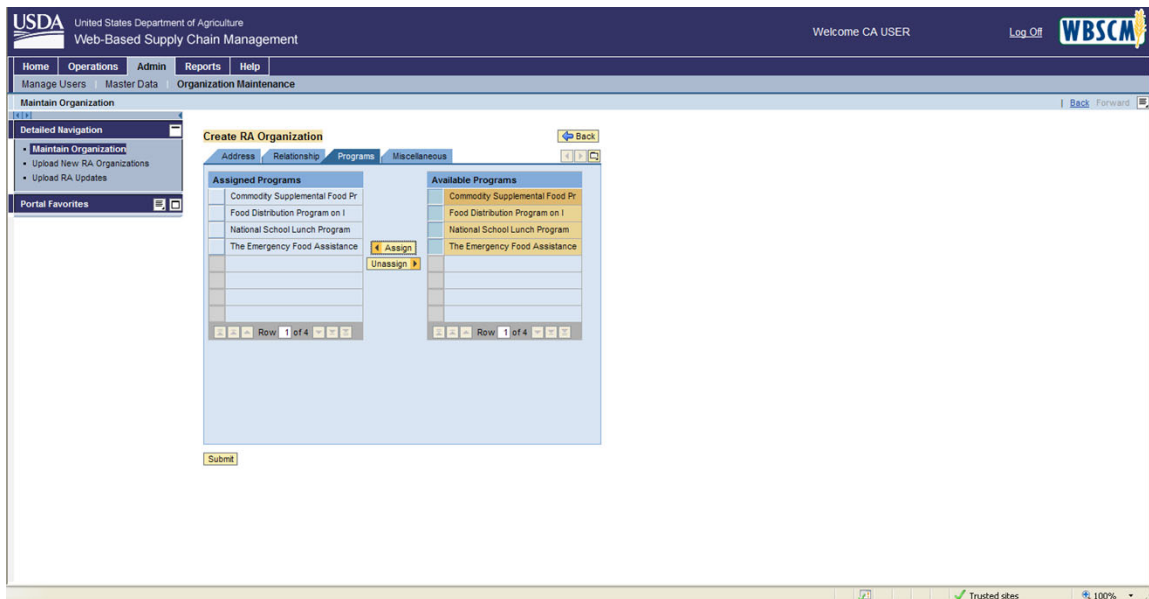 USDA United States Department of Agriculture
Web-Based Supply Chain Management
Welcome CA USER
Log Off
WBSCM
Home Operations Admin Reports Help
Manage Users Master Data Organization Maintenance
Maintain Organization
Back Forward
Detailed Navigation
Maintain Organization
Upload New RA Organizations
Upload RA Updates
Portal Favorites
Create RA Organization
Back
Address Relationship Programs Miscellaneous
Assigned Programs
Commodity Supplemental Food Pr
Food Distribution Program on I
National School Lunch Program
The Emergency Food Assistance
Row 1 of 4
Assign
Unassign
Available Programs
Commodity Supplemental Food Pr
Food Distribution Program on I
National School Lunch Program
The Emergency Food Assistance
Row 1 of 4
Submit
Trusted sites
100%